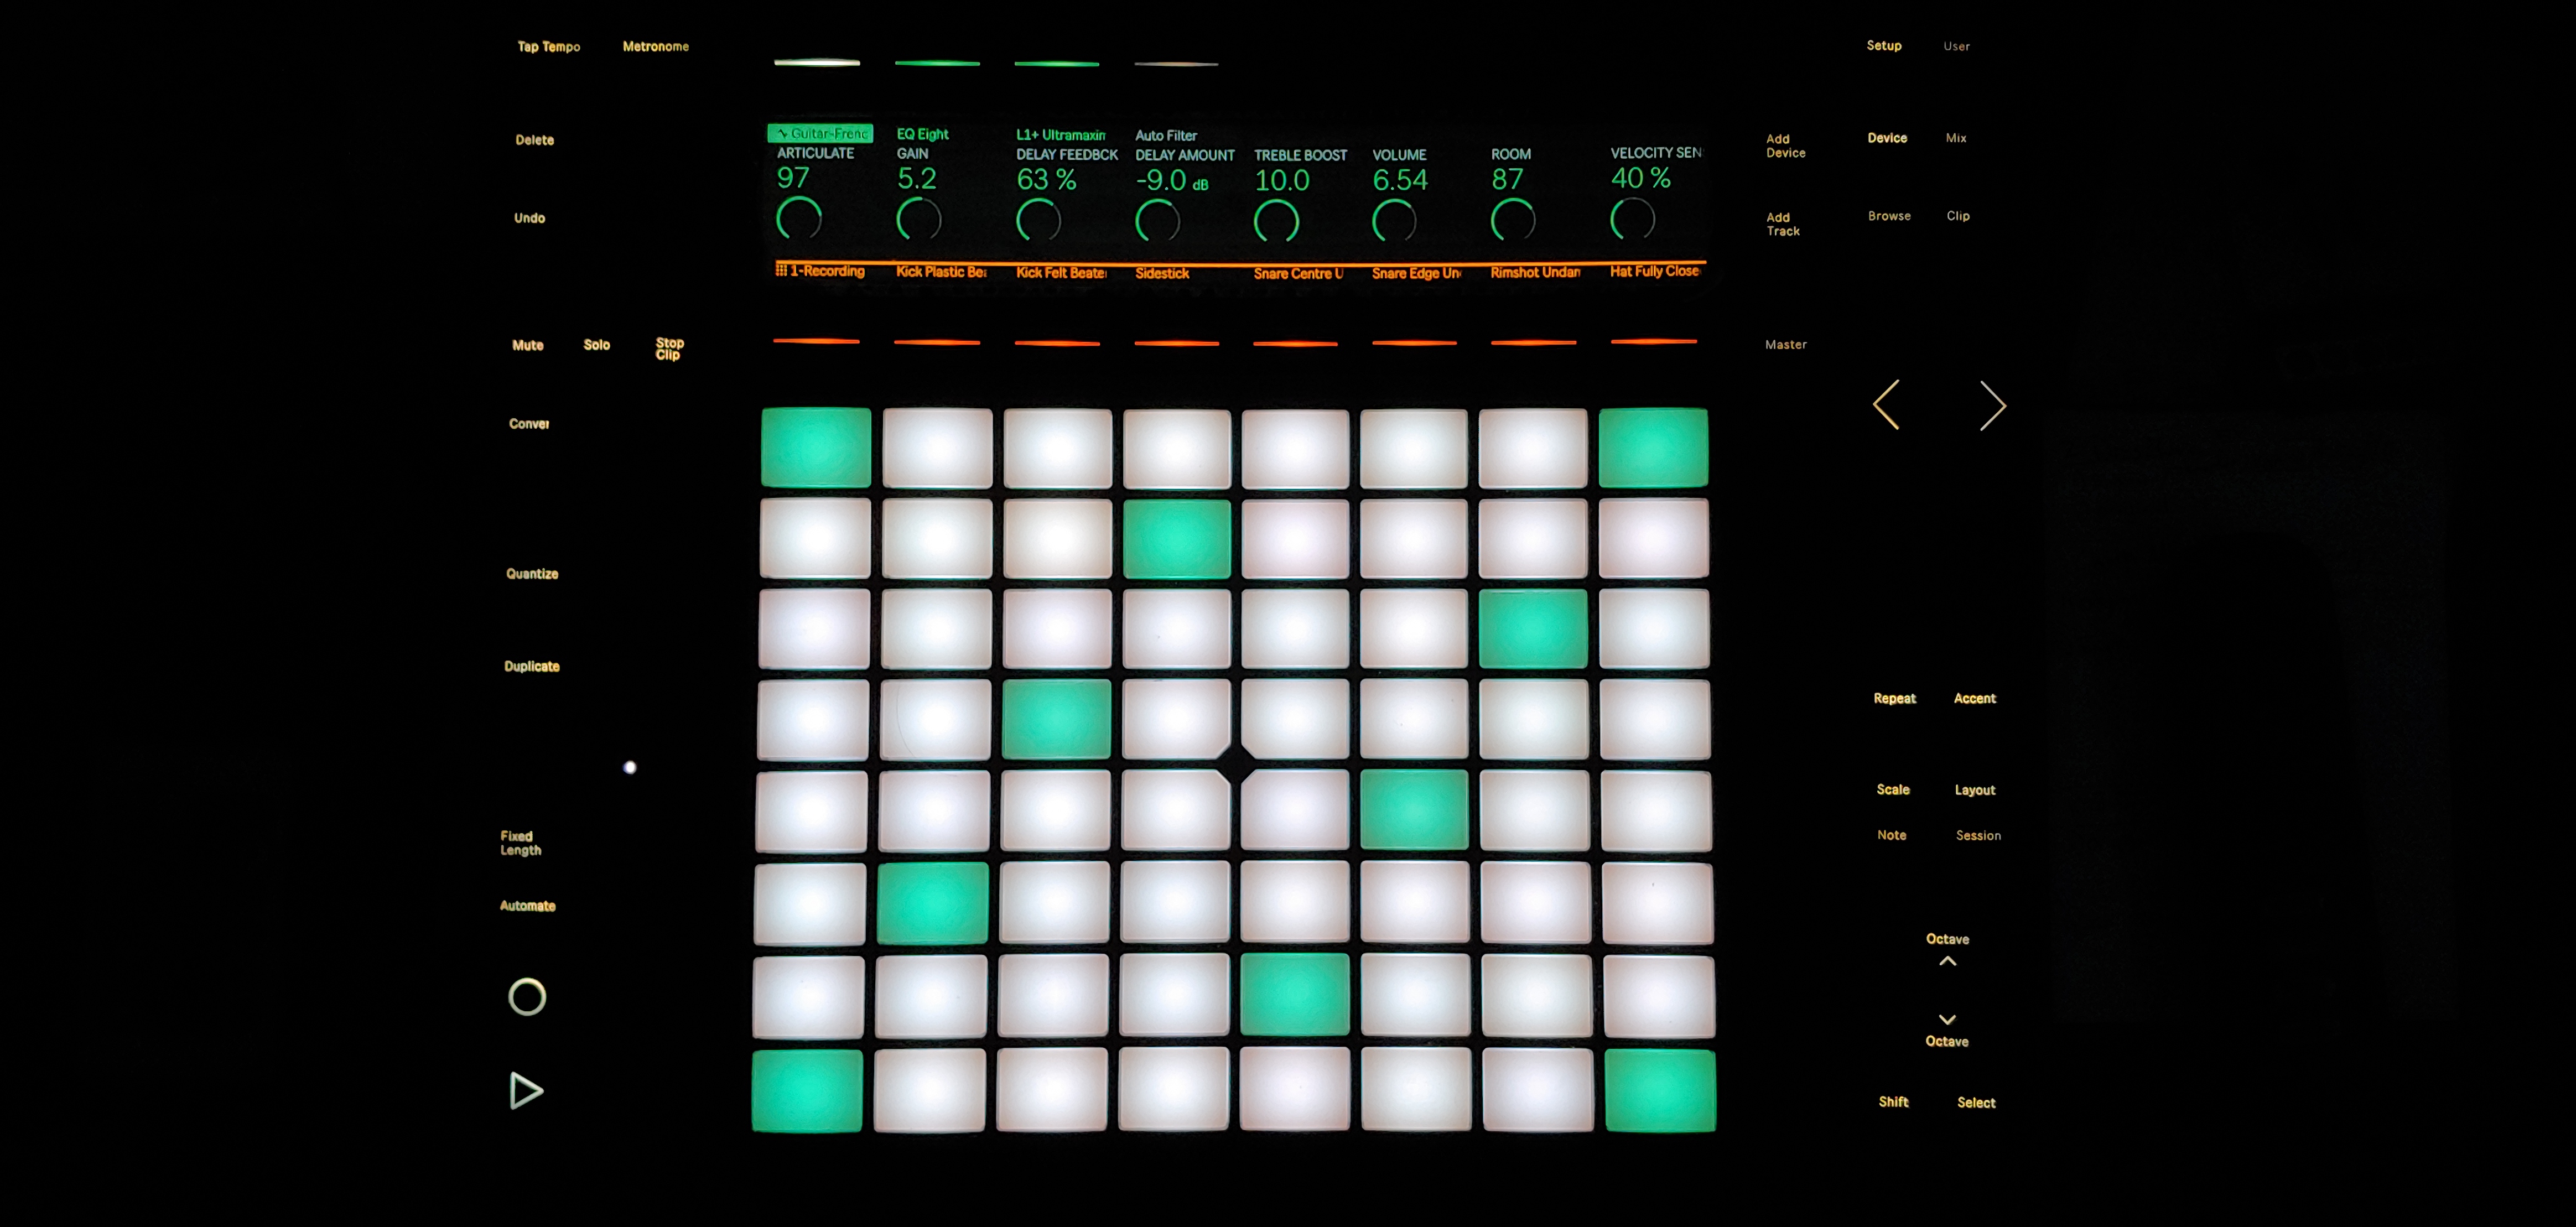 Tap Tempo Metronome
Setup User
Delete
Guitar-Frenc EQ Eight L1+ Ultramaxin Auto Filter
ARTICULATE GAIN DELAY FEEDBCK DELAY AMOUNT TREBLE BOOST VOLUME ROOM VELOCITY SEN
97 5.2 63 % -9.0 dB 10.0 6.54 87 40 %
Add
Device
Device Mix
Undo
Add
Track
Browse Clip
1-Recording Kick Plastic Bea Kick Felt Beater Sidestick Snare Centre U Snare Edge Un Rimshot Undam Hat Fully Close
Mute Solo Stop
Clip
Master
Conver
Quantize
Duplicate
Repeat Accent
Scale Layout
Fixed
Length
Note Session
Automate
Octave
Octave
Shift Select